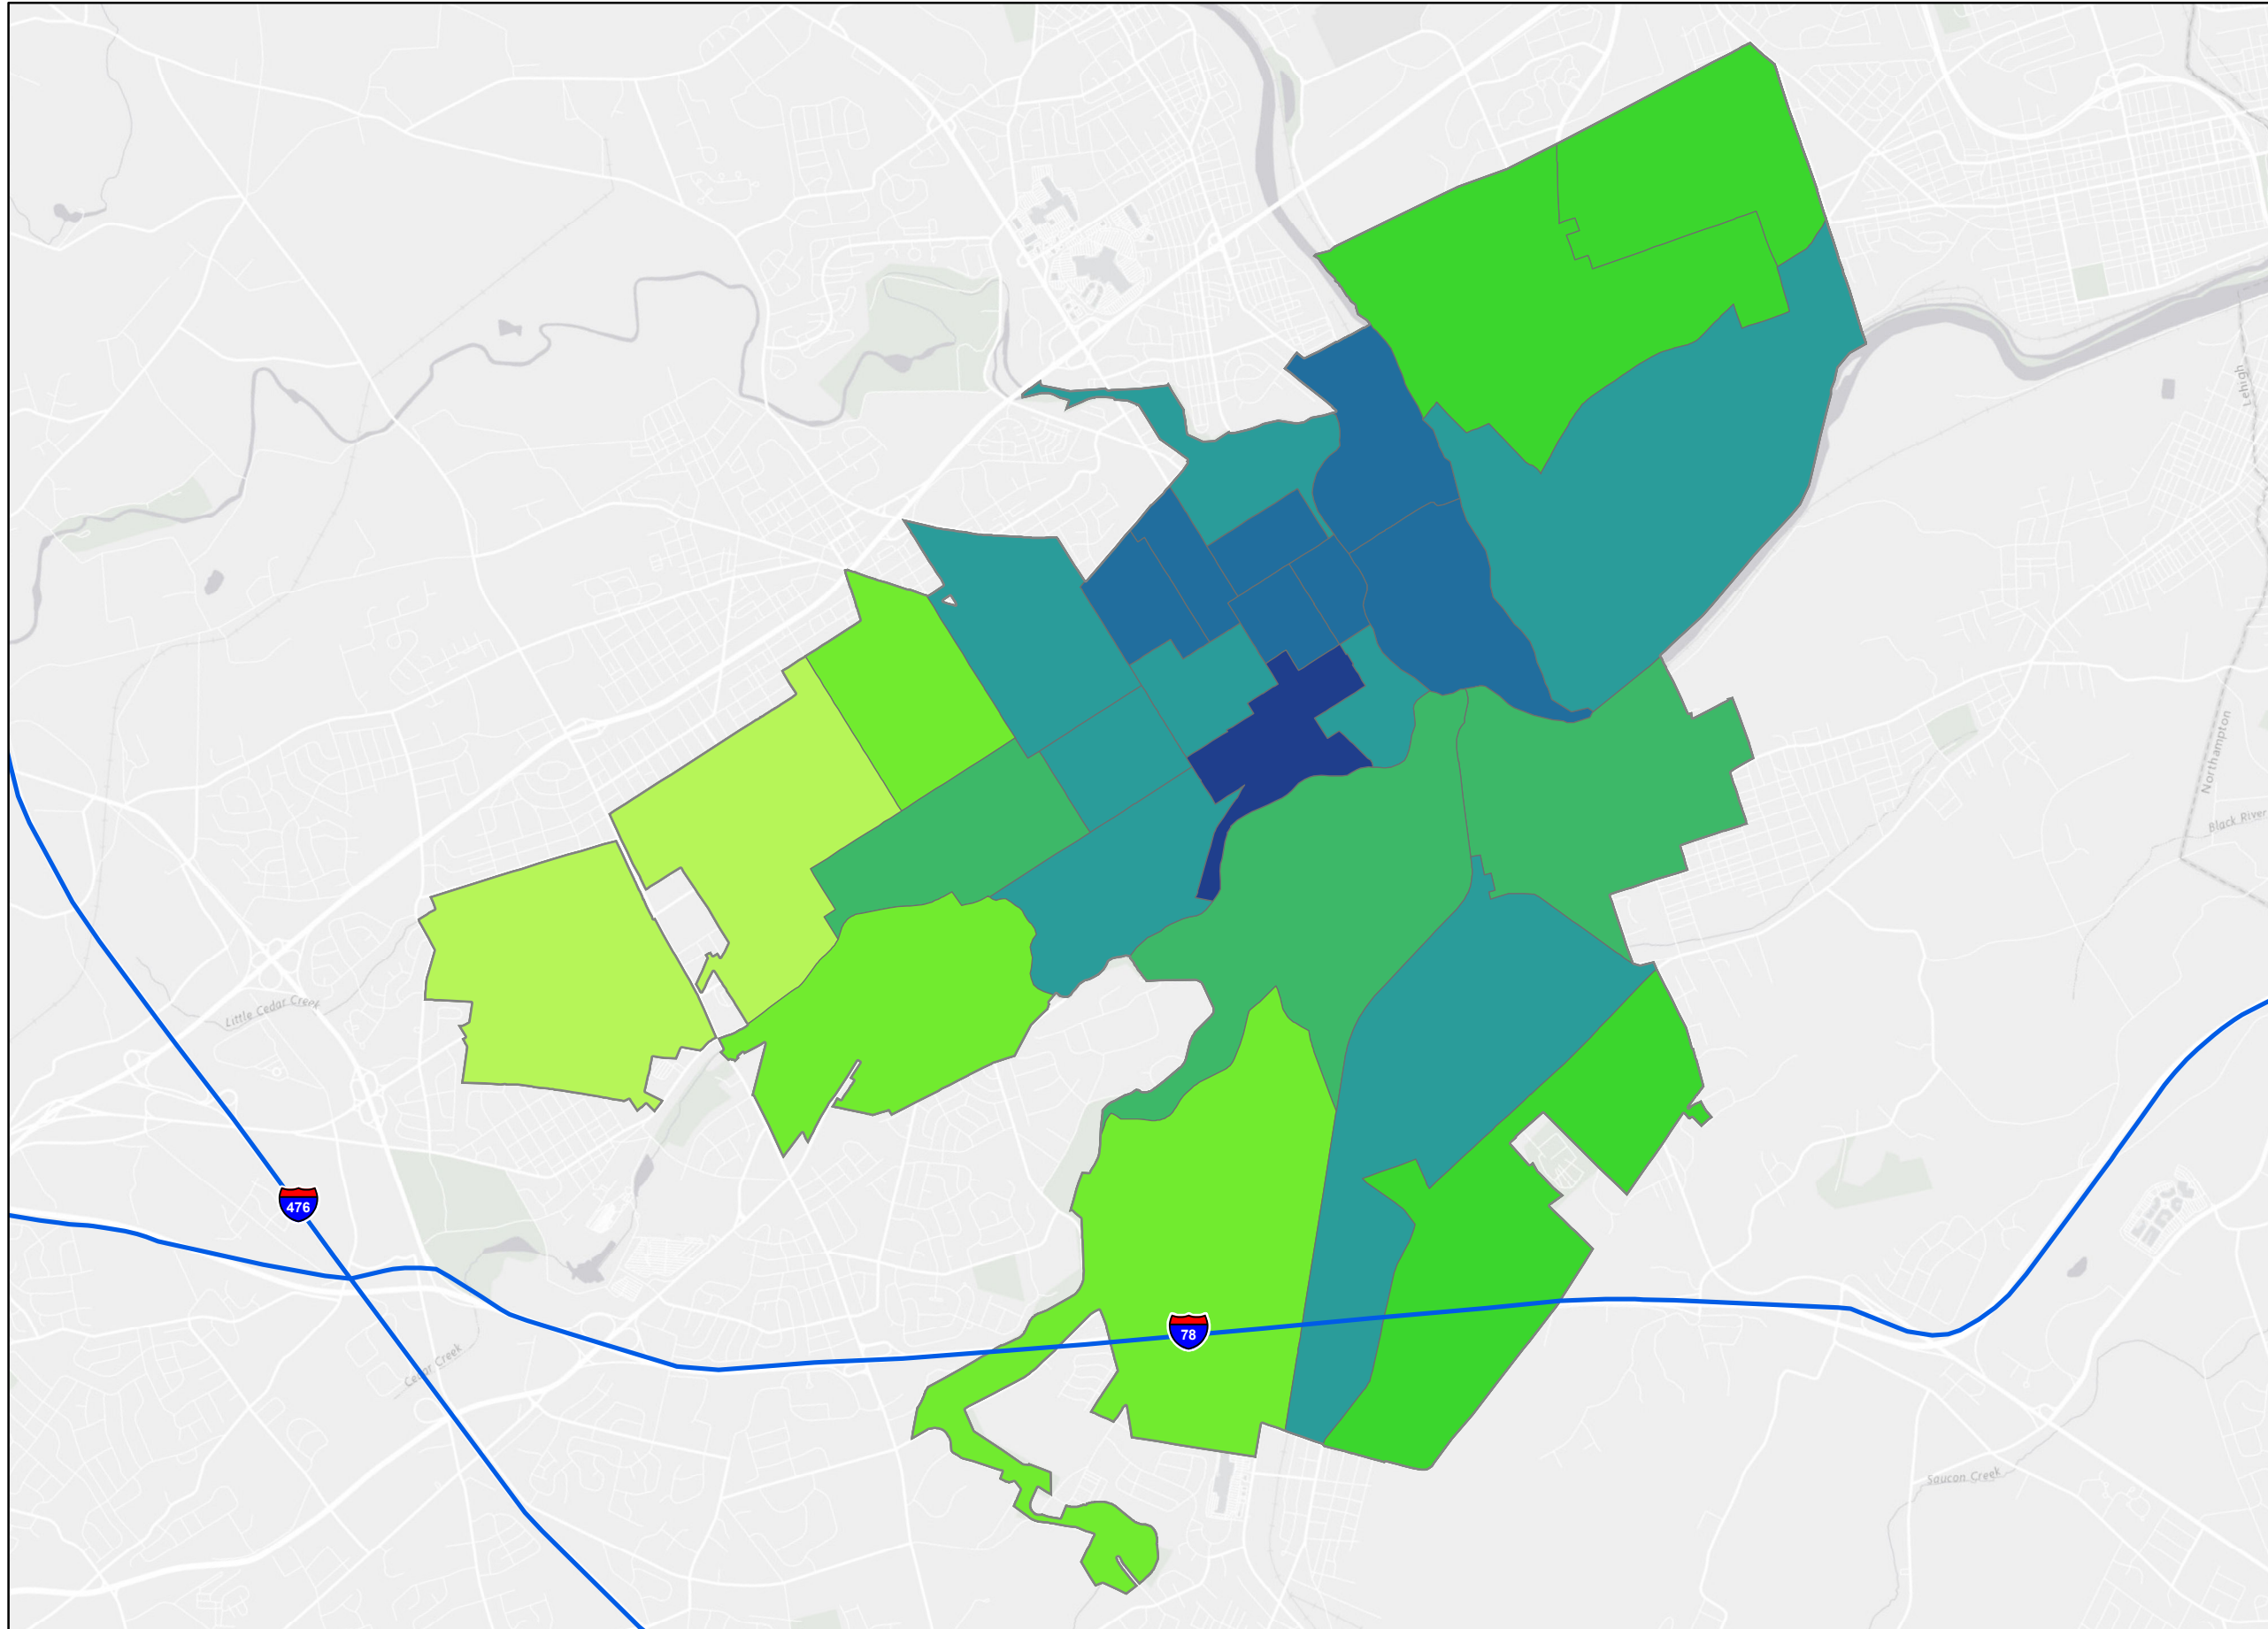 Lehigh
Northampton
Black River
Little Cedar Creek
476
78
Cedar Creek
Saucon Creek